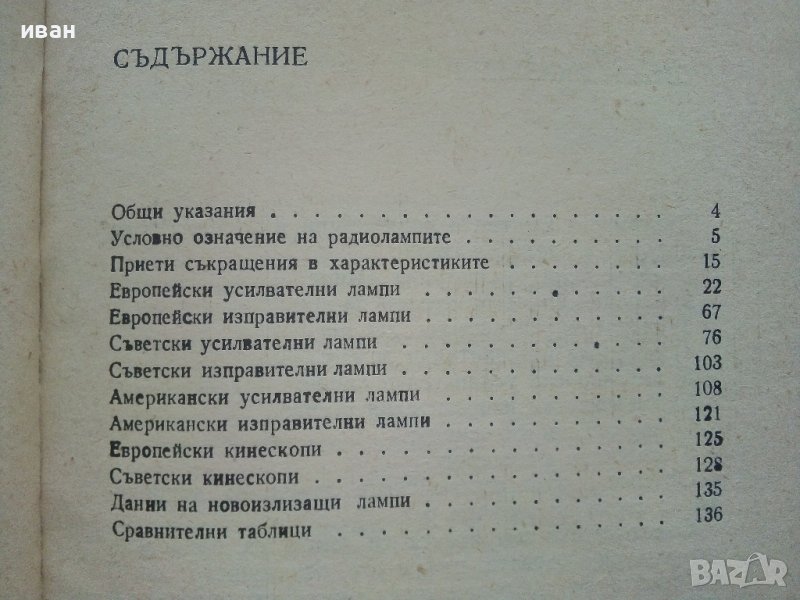 иван
СЪДЪРЖАНИЕ
Общи указания . . . . . . . . . . . . . . . . . 4
Условно означение на радиолампите . . . . . . . . . . 5
Приети съкращения в характеристиките . . . . . . . . 15
Европейски усилвателни лампи . . . . . . . . . . . . 22
Европейски изправителни лампи . . . . . . . . . . . . 67
Съветски усилвателни лампи . . . . . . . . . . . . . 76
Съветски изправителни лампи . . . . . . . . . . . . . 103
Американски усилвателни лампи . . . . . . . . . . . . 108
Американски изправителни лампи . . . . . . . . . . . 121
Европейски кинескопи . . . . . . . . . . . . . . . 125
Съветски кинескопи . . . . . . . . . . . . . . . . 128
Данни на новоизлизащи лампи . . . . . . . . . . . . 135
Сравнителни таблици . . . . . . . . . . . . . . . 136
BAZAR